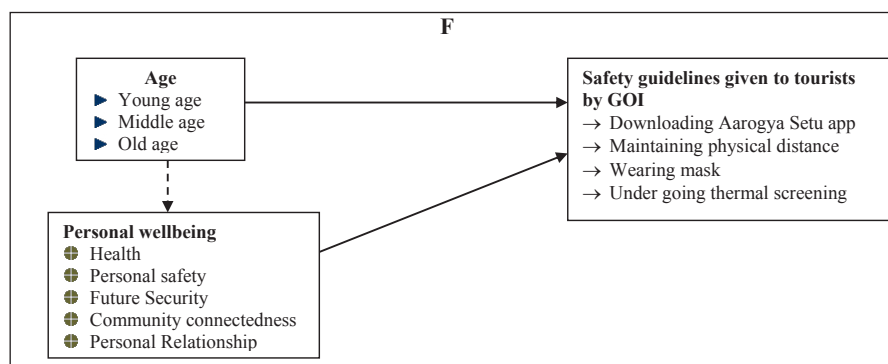 F
Age
Young age
Middle age
Old age
Safety guidelines given to tourists
by GOI
→ Downloading Aarogya Setu app
→ Maintaining physical distance
→ Wearing mask
→ Under going thermal screening
Personal wellbeing
Health
Personal safety
Future Security
Community connectedness
Personal Relationship